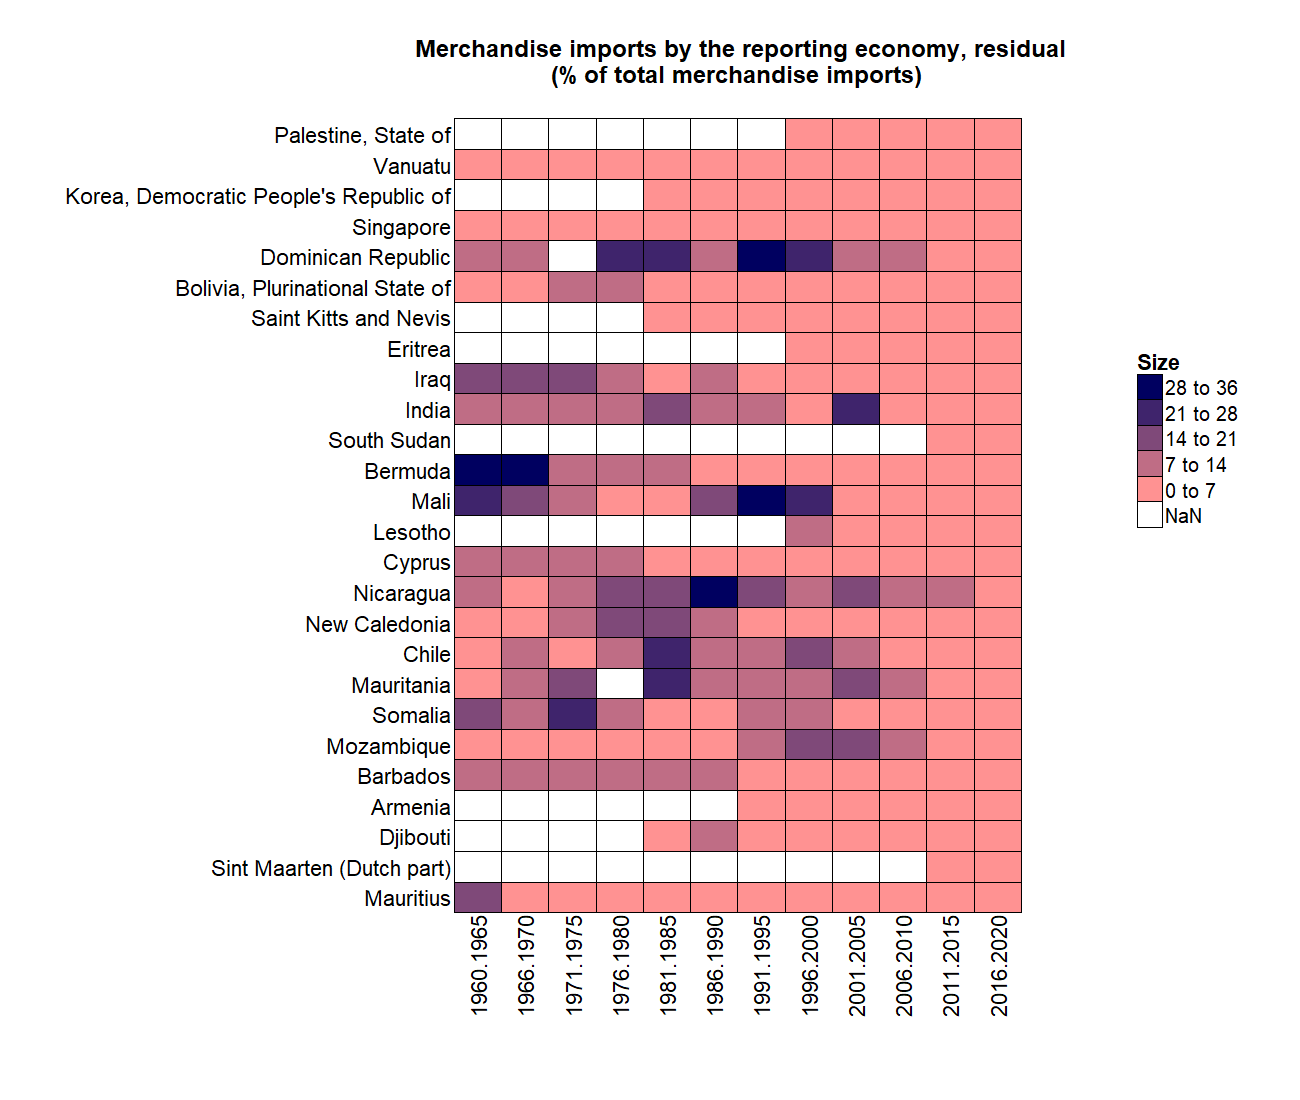 Merchandise imports by the reporting economy, residual
(% of total merchandise imports)
Palestine, State of
Vanuatu
Korea, Democratic People's Republic of
Singapore
Dominican Republic
Bolivia, Plurinational State of
Saint Kitts and Nevis
Eritrea
Iraq
India
South Sudan
Bermuda
Mali
Lesotho
Cyprus
Nicaragua
New Caledonia
Chile
Mauritania
Somalia
Mozambique
Barbados
Armenia
Djibouti
Sint Maarten (Dutch part)
Mauritius
1960.1965
1966.1970
1971.1975
1976.1980
1981.1985
1986.1990
1991.1995
1996.2000
2001.2005
2006.2010
2011.2015
2016.2020
Size
28 to 36
21 to 28
14 to 21
7 to 14
0 to 7
NaN